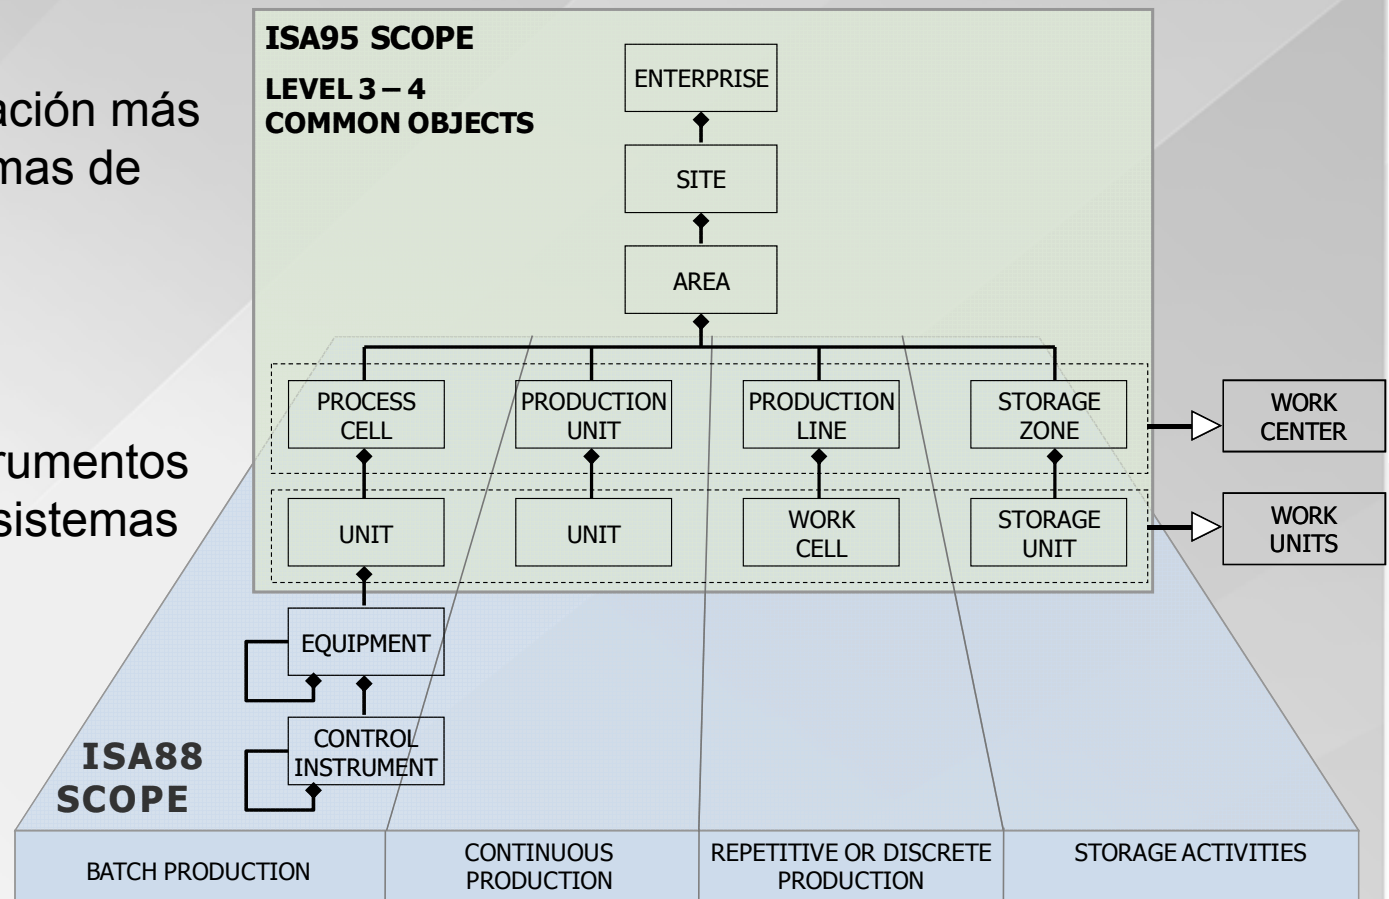 ISA95 SCOPE
LEVEL 3 – 4
COMMON OBJECTS
ación más
mas de
rumentos
sistemas
ENTERPRISE
SITE
AREA
PROCESS
CELL
PRODUCTION
UNIT
PRODUCTION
LINE
STORAGE
ZONE
WORK
CENTER
UNIT
UNIT
WORK
CELL
STORAGE
UNIT
WORK
UNITS
EQUIPMENT
CONTROL
INSTRUMENT
ISA88
SCOPE
BATCH PRODUCTION
CONTINUOUS
PRODUCTION
REPETITIVE OR DISCRETE
PRODUCTION
STORAGE ACTIVITIES